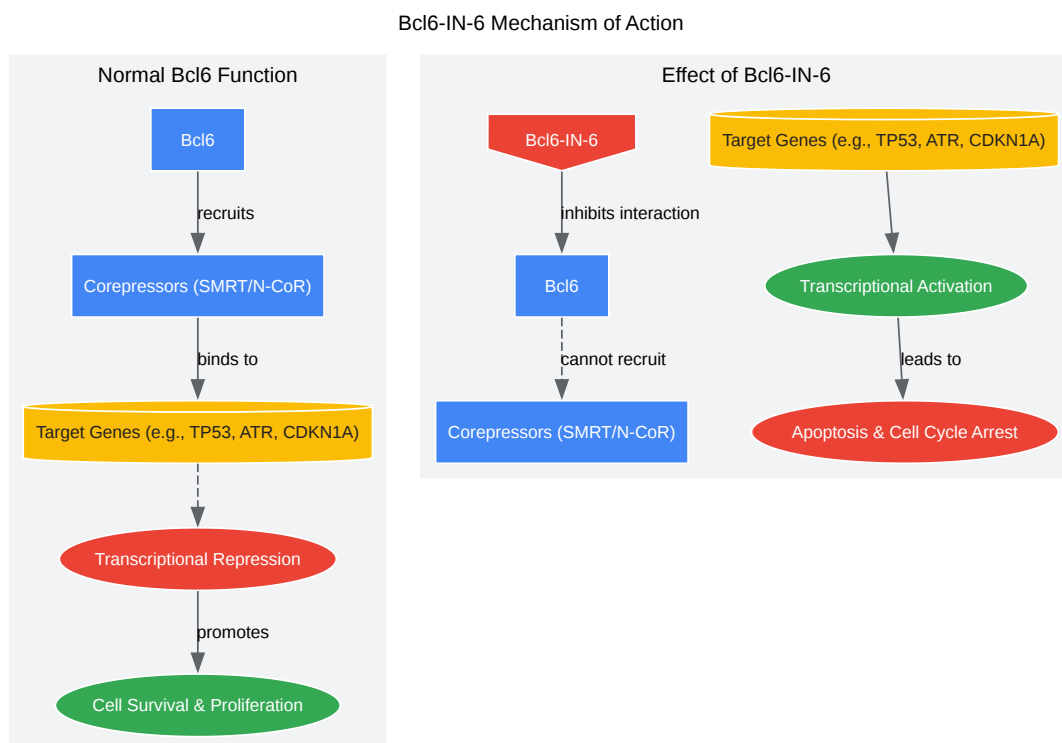 Bcl6-IN-6 Mechanism of Action
Normal Bcl6 Function
Bcl6
recruits
Corepressors (SMRT/N-CoR)
binds to
Target Genes (e.g., TP53, ATR, CDKN1A)
Transcriptional Repression
promotes
Cell Survival & Proliferation
Effect of Bcl6-IN-6
Bcl6-IN-6
inhibits interaction
Bcl6
cannot recruit
Corepressors (SMRT/N-CoR)
Target Genes (e.g., TP53, ATR, CDKN1A)
Transcriptional Activation
leads to
Apoptosis & Cell Cycle Arrest